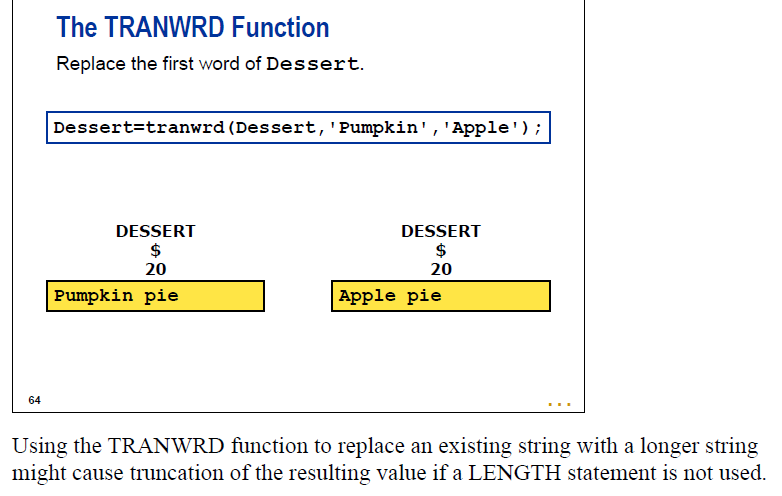 The TRANWRD Function
Replace the first word of Dessert.
Dessert=tranwrd(Dessert,'Pumpkin','Apple');
DESSERT
$
20
Pumpkin pie
DESSERT
$
20
Apple pie
64
...
Using the TRANWRD function to replace an existing string with a longer string
might cause truncation of the resulting value if a LENGTH statement is not used.